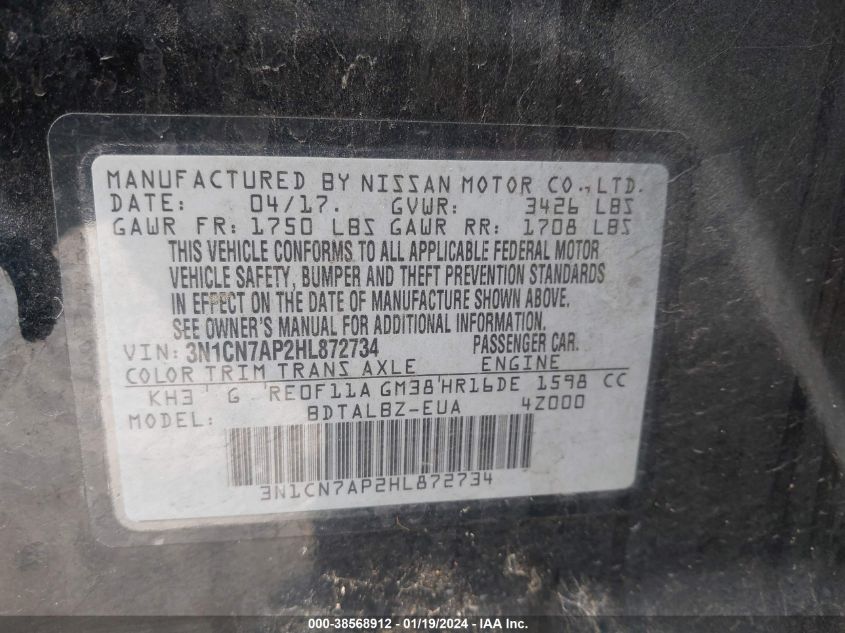 MANUFACTURED BY NISSAN MOTOR CO., LTD.
DATE: 04/17. GVWR: 3426 LBS
GAWR FR: 1750 LBS GAWR RR: 1708 LBS
THIS VEHICLE CONFORMS TO ALL APPLICABLE FEDERAL MOTOR
VEHICLE SAFETY, BUMPER AND THEFT PREVENTION STANDARDS
IN EFFECT ON THE DATE OF MANUFACTURE SHOWN ABOVE.
SEE OWNER'S MANUAL FOR ADDITIONAL INFORMATION.
VIN: 3N1CN7AP2HL872734 PASSENGER CAR.
COLOR TRIM TRANS AXLE ENGINE
KH3 G RE0F11A GM38 HR16DE 1598 CC
MODEL: BDTALBZ-EUA 4Z000
3N1CN7AP2HL872734
000-38568912 - 01/19/2024 - IAA Inc.